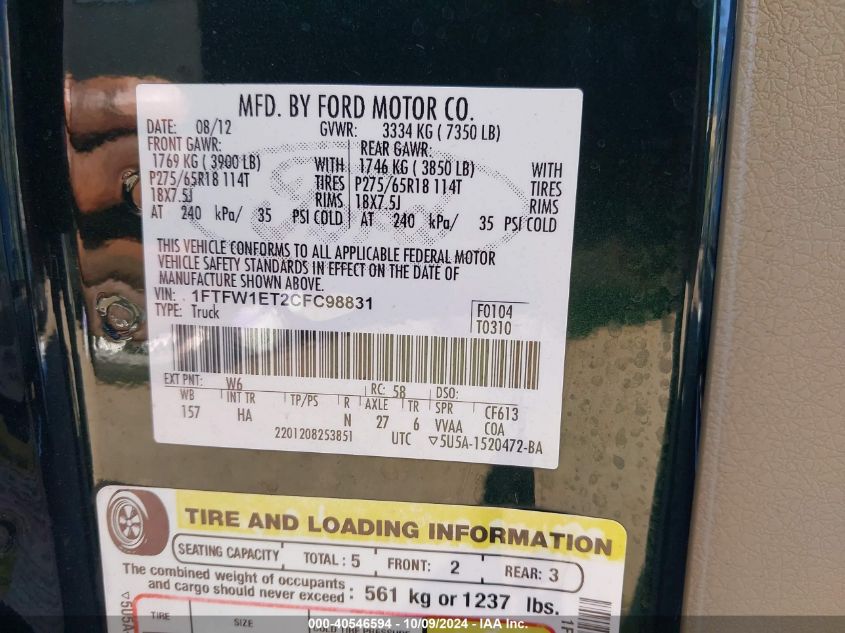 MFD. BY FORD MOTOR CO.
DATE: 08/12 GVWR: 3334 KG ( 7350 LB)
FRONT GAWR: REAR GAWR:
1769 KG ( 3900 LB) WITH 1746 KG ( 3850 LB) WITH
P275/65R18 114T TIRES P275/65R18 114T TIRES
18X7.5J RIMS 18X7.5J RIMS
AT 240 kPa/ 35 PSI COLD AT 240 kPa/ 35 PSI COLD
THIS VEHICLE CONFORMS TO ALL APPLICABLE FEDERAL MOTOR
VEHICLE SAFETY STANDARDS IN EFFECT ON THE DATE OF
MANUFACTURE SHOWN ABOVE.
VIN: 1FTFW1ET2CFC98831
TYPE: Truck
F0104
T0310
EXT PNT: W6 RC: 58 DSO:
WB INT TR TP/PS R AXLE TR SPR CF613
157 HA N 27 6 VVAA COA
2201208253851 UTC ▽5U5A-1520472-BA
TIRE AND LOADING INFORMATION
SEATING CAPACITY TOTAL : 5 FRONT: 2 REAR: 3
The combined weight of occupants
and cargo should never exceed : 561 kg or 1237 lbs.
TIRE SIZE COLD TIRE PRESSURE
▽5U5A
000-40546594 - 10/09/2024 - IAA Inc.